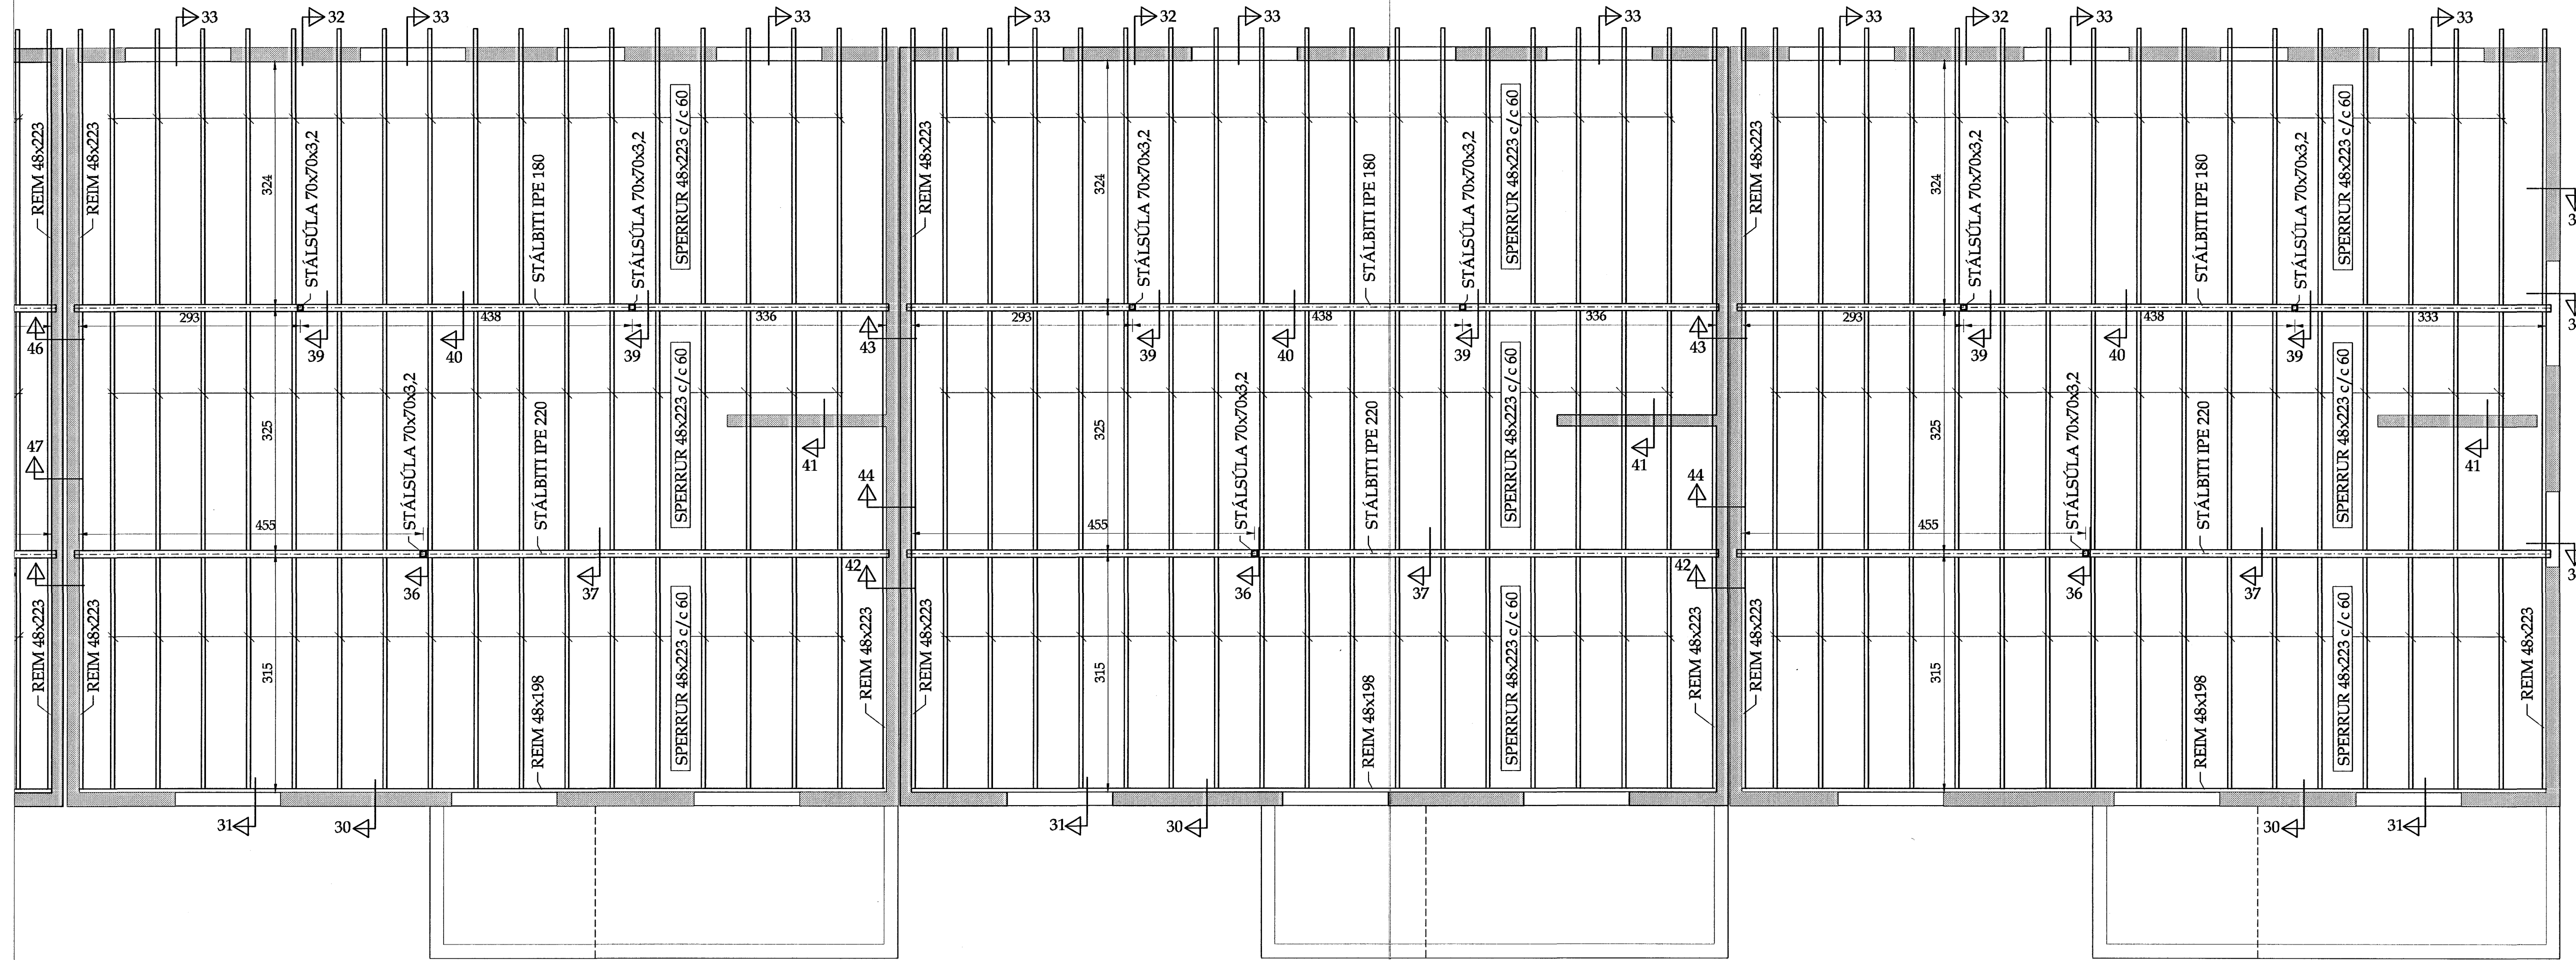 33
32
33
33
33
32
33
33
33
32
33
33
REIM 48x223
REIM 48x223
324
STÁLSÚLA 70x70x3,2
STÁLBITI IPE 180
STÁLSÚLA 70x70x3,2
SPERRUR 48x223 c/c 60
REIM 48x223
324
STÁLSÚLA 70x70x3,2
STÁLBITI IPE 180
STÁLSÚLA 70x70x3,2
SPERRUR 48x223 c/c 60
REIM 48x223
324
STÁLSÚLA 70x70x3,2
STÁLBITI IPE 180
STÁLSÚLA 70x70x3,2
SPERRUR 48x223 c/c 60
293
438
336
293
438
336
293
438
333
46
39
40
39
43
39
40
39
43
39
40
39
325
STÁLSÚLA 70x70x3,2
STÁLBITI IPE 220
SPERRUR 48x223 c/c 60
325
STÁLSÚLA 70x70x3,2
STÁLBITI IPE 220
SPERRUR 48x223 c/c 60
325
STÁLSÚLA 70x70x3,2
STÁLBITI IPE 220
SPERRUR 48x223 c/c 60
47
41
44
41
44
41
455
455
455
36
37
42
36
37
42
36
37
REIM 48x223
REIM 48x223
315
REIM 48x198
SPERRUR 48x223 c/c 60
REIM 48x223
REIM 48x223
315
REIM 48x198
SPERRUR 48x223 c/c 60
REIM 48x223
REIM 48x223
315
REIM 48x198
SPERRUR 48x223 c/c 60
REIM 48x223
31
30
31
30
30
31